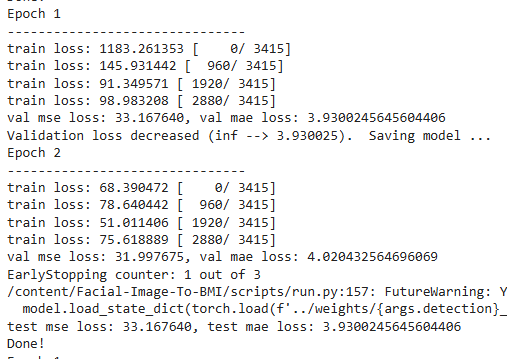 Done!
Epoch 1
-------------------------------
train loss: 1183.261353 [    0/ 3415]
train loss: 145.931442 [  960/ 3415]
train loss: 91.349571 [ 1920/ 3415]
train loss: 98.983208 [ 2880/ 3415]
val mse loss: 33.167640, val mae loss: 3.9300245645604406
Validation loss decreased (inf --> 3.930025).  Saving model ...
Epoch 2
-------------------------------
train loss: 68.390472 [    0/ 3415]
train loss: 78.640442 [  960/ 3415]
train loss: 51.011406 [ 1920/ 3415]
train loss: 75.618889 [ 2880/ 3415]
val mse loss: 31.997675, val mae loss: 4.020432564696069
EarlyStopping counter: 1 out of 3
/content/Facial-Image-To-BMI/scripts/run.py:157: FutureWarning: Y
  model.load_state_dict(torch.load(f'../weights/{args.detection}_
test mse loss: 33.167640, test mae loss: 3.9300245645604406
Done!
Epoch 1